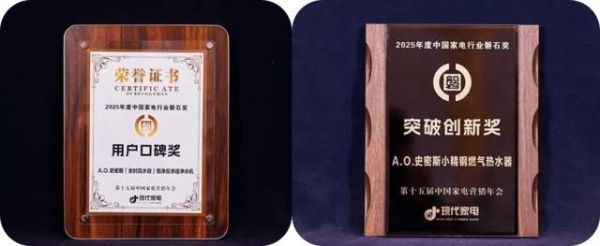 荣誉证书
CERTIFICATE
OF RECOGNITION
2025年度中国家电行业磐石奖
用户口碑奖
第十五届中国家电营销年会
现代家电
2025年度中国家电行业磐石奖
突破创新奖
A.O.史密斯小精钢燃气热水器
第十五届中国家电营销年会
现代家电